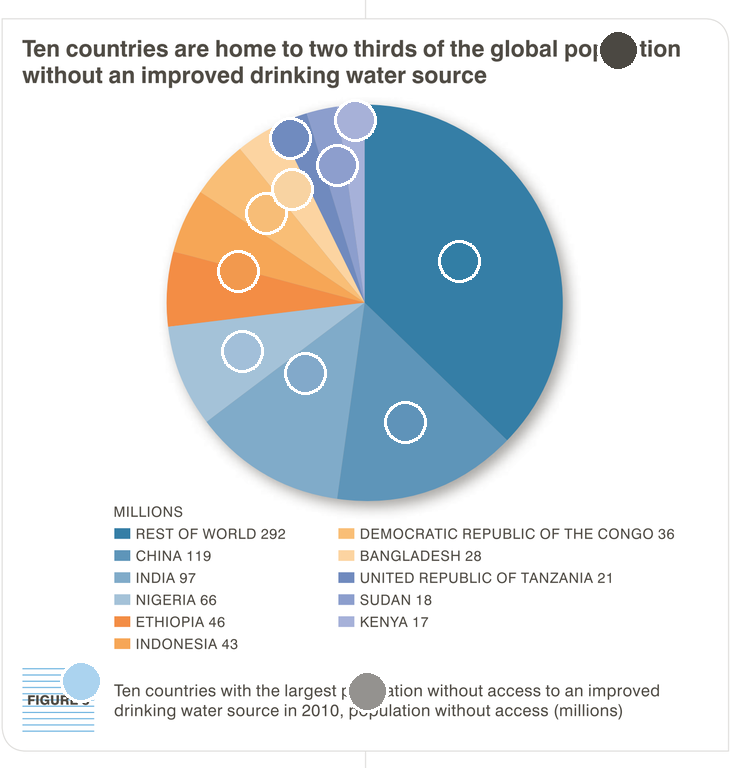 Ten countries are home to two thirds of the global population
without an improved drinking water source
MILLIONS
REST OF WORLD 292
CHINA 119
INDIA 97
NIGERIA 66
ETHIOPIA 46
INDONESIA 43
DEMOCRATIC REPUBLIC OF THE CONGO 36
BANGLADESH 28
UNITED REPUBLIC OF TANZANIA 21
SUDAN 18
KENYA 17
FIGURE
Ten countries with the largest population without access to an improved
drinking water source in 2010, population without access (millions)